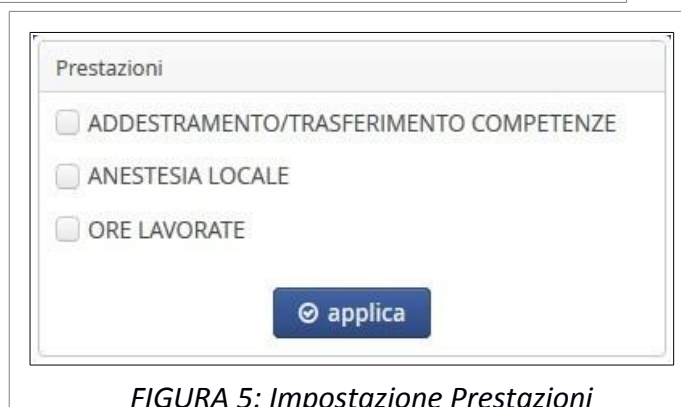 Prestazioni
ADDESTRAMENTO/TRASFERIMENTO COMPETENZE
ANESTESIA LOCALE
ORE LAVORATE
applica
FIGURA 5: Impostazione Prestazioni